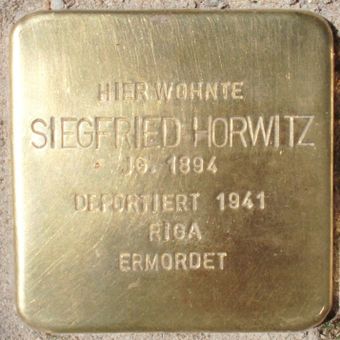 HIER WOHNTE
SIEGFRIED HORWITZ
JG. 1894
DEPORTIERT 1941
RIGA
ERMORDET